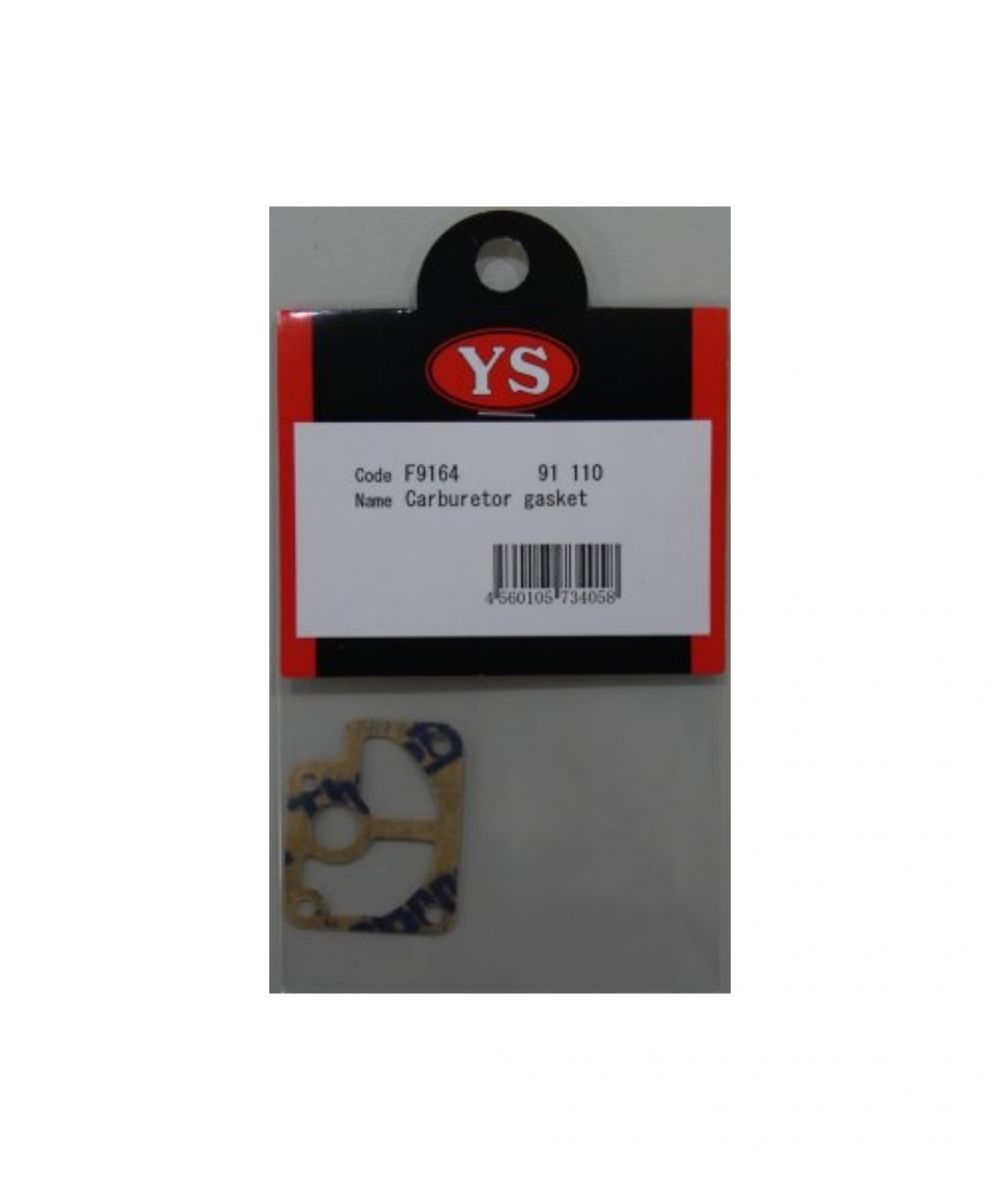 YS
Code F9164 91 110
Name Carburetor gasket
4 560105 734058